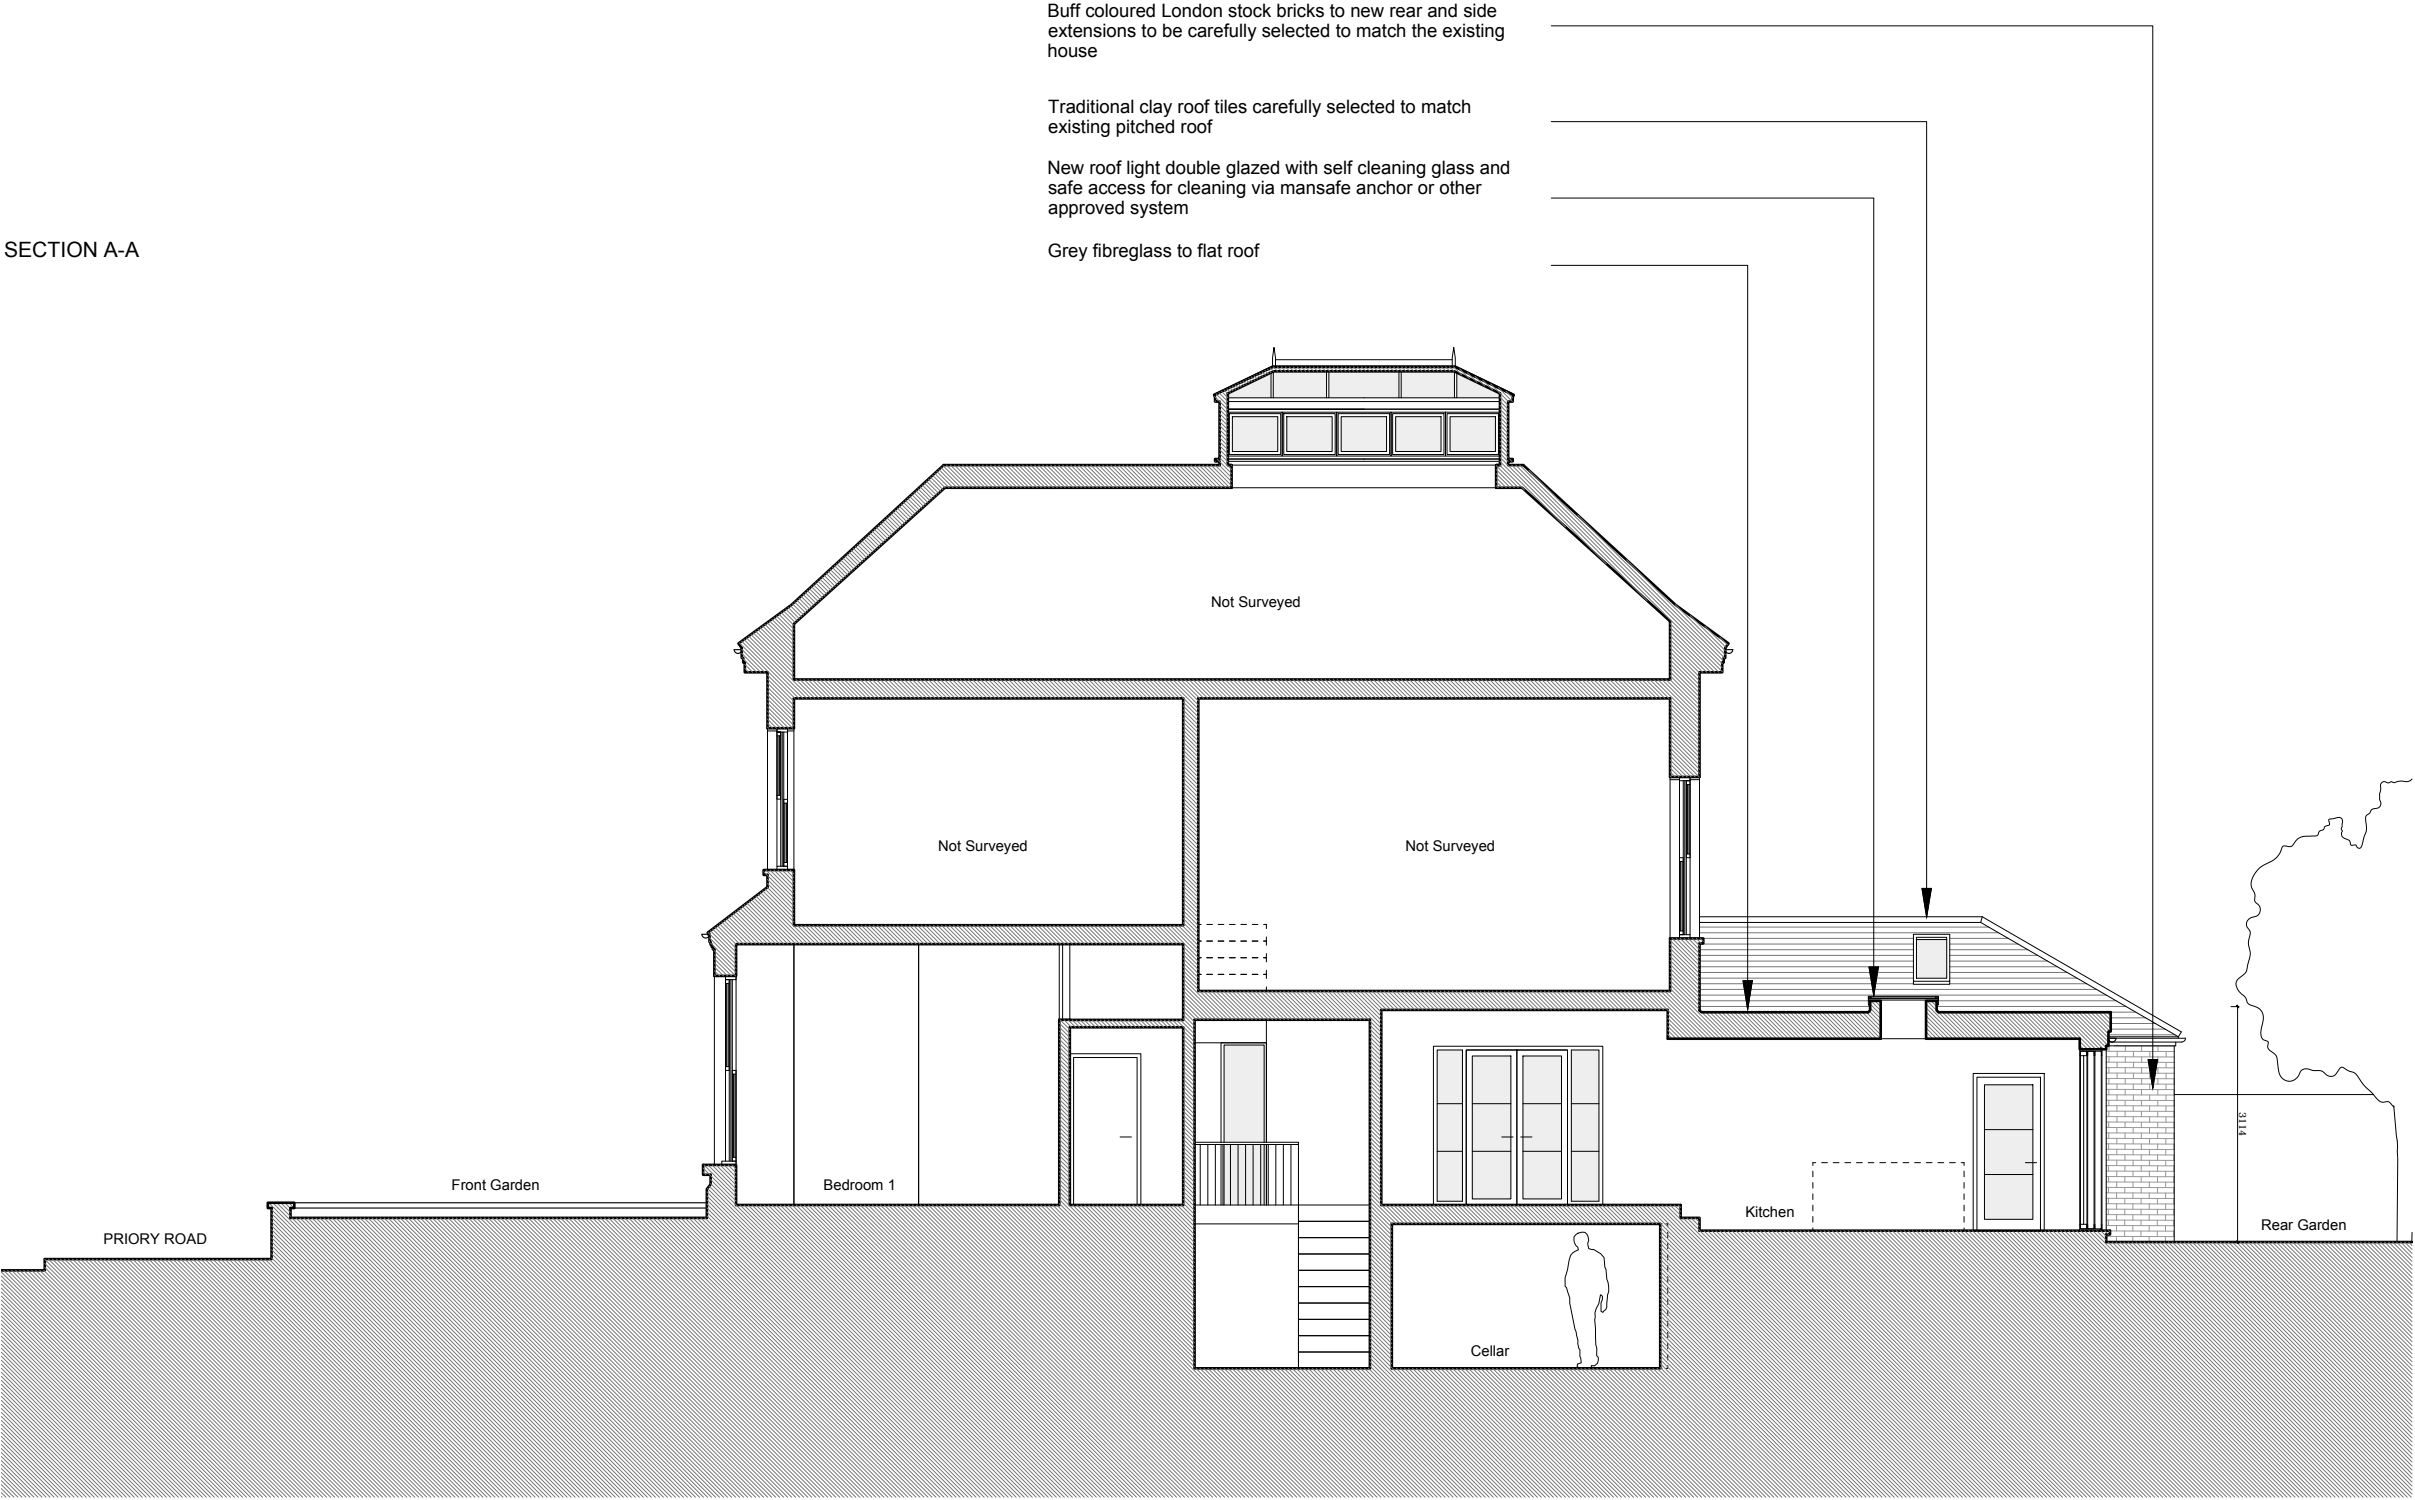 Buff coloured London stock bricks to new rear and side
extensions to be carefully selected to match the existing
house
Traditional clay roof tiles carefully selected to match
existing pitched roof
New roof light double glazed with self cleaning glass and
safe access for cleaning via mansafe anchor or other
approved system
SECTION A-A
Grey fibreglass to flat roof
Not Surveyed
Not Surveyed
Not Surveyed
3114
Front Garden
Bedroom 1
Kitchen
Rear Garden
PRIORY ROAD
Cellar